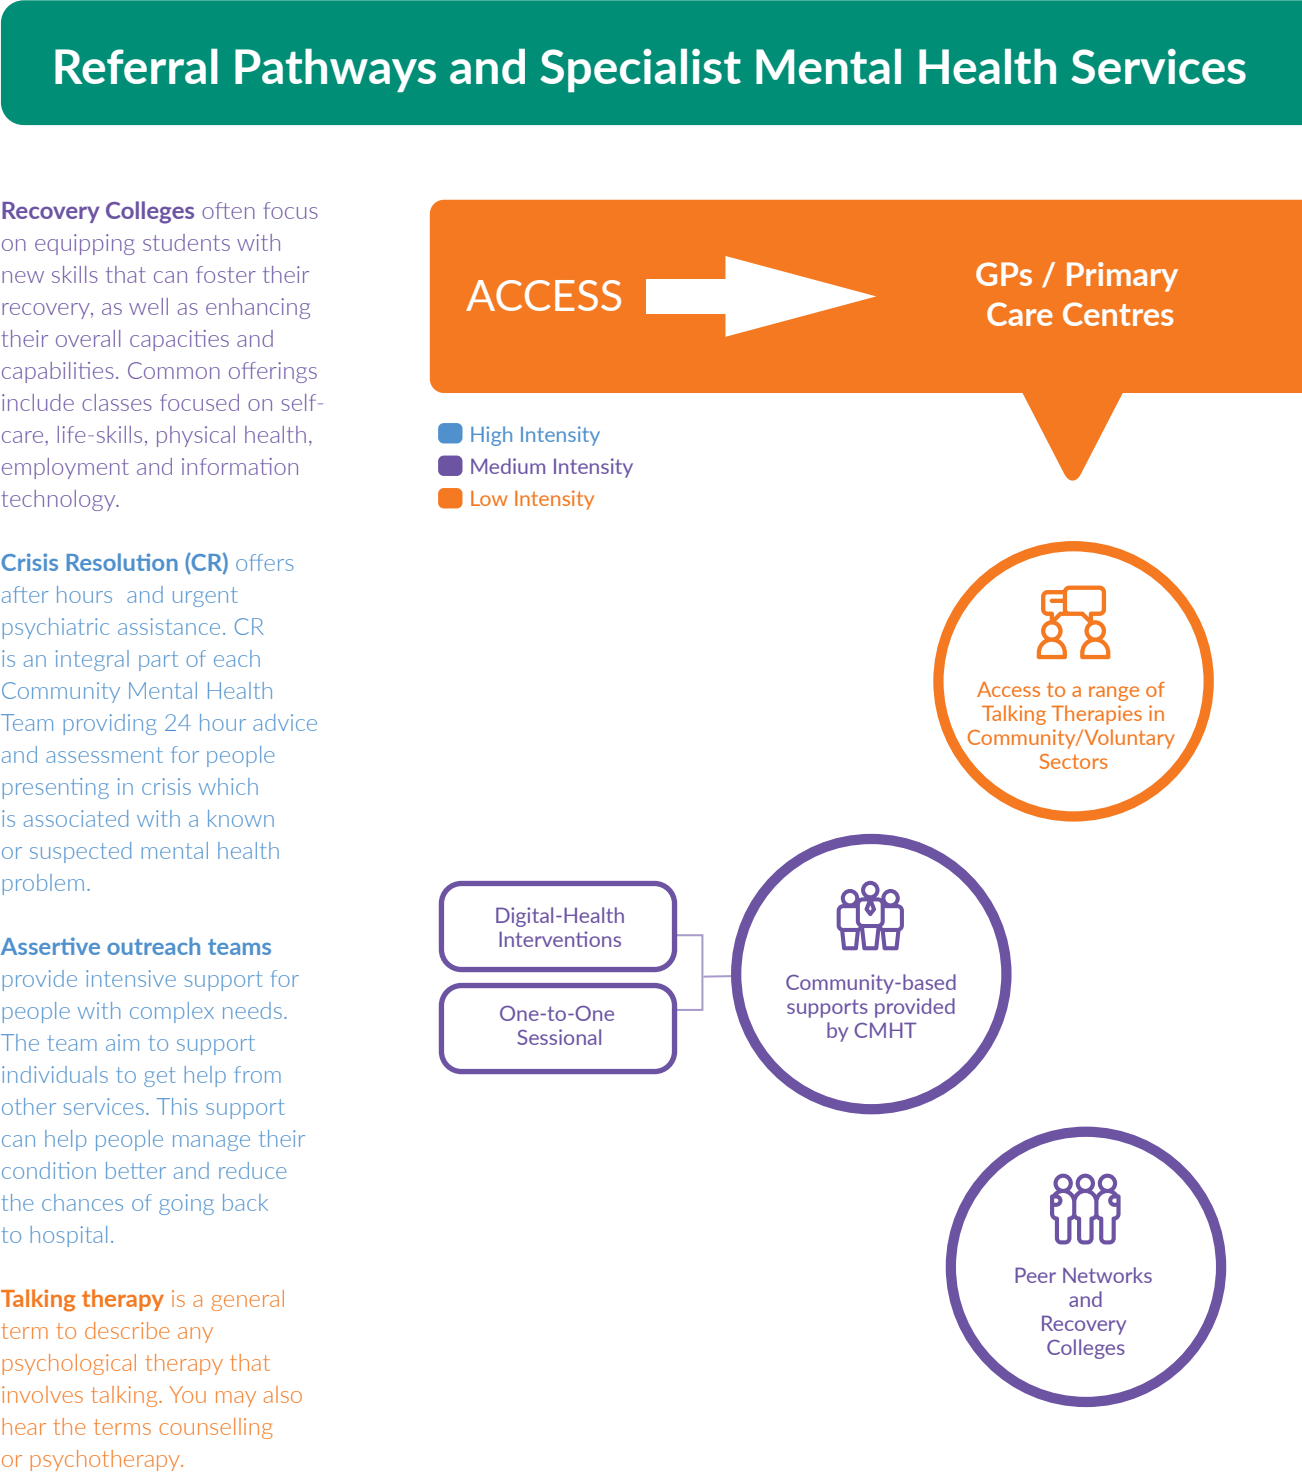 Referral Pathways and Specialist Mental Health Services
Recovery Colleges often focus
on equipping students with
new skills that can foster their
recovery, as well as enhancing
their overall capacities and
capabilities. Common offerings
include classes focused on self-
care, life-skills, physical health,
employment and information
technology.
Crisis Resolution (CR) offers
after hours  and urgent
psychiatric assistance. CR
is an integral part of each
Community Mental Health
Team providing 24 hour advice
and assessment for people
presenting in crisis which
is associated with a known
or suspected mental health
problem.
Assertive outreach teams
provide intensive support for
people with complex needs.
The team aim to support
individuals to get help from
other services. This support
can help people manage their
condition better and reduce
the chances of going back
to hospital.
Talking therapy is a general
term to describe any
psychological therapy that
involves talking. You may also
hear the terms counselling
or psychotherapy.
ACCESS
GPs / Primary
Care Centres
High Intensity
Medium Intensity
Low Intensity
Access to a range of
Talking Therapies in
Community/Voluntary
Sectors
Digital-Health
Interventions
One-to-One
Sessional
Community-based
supports provided
by CMHT
Peer Networks
and
Recovery
Colleges